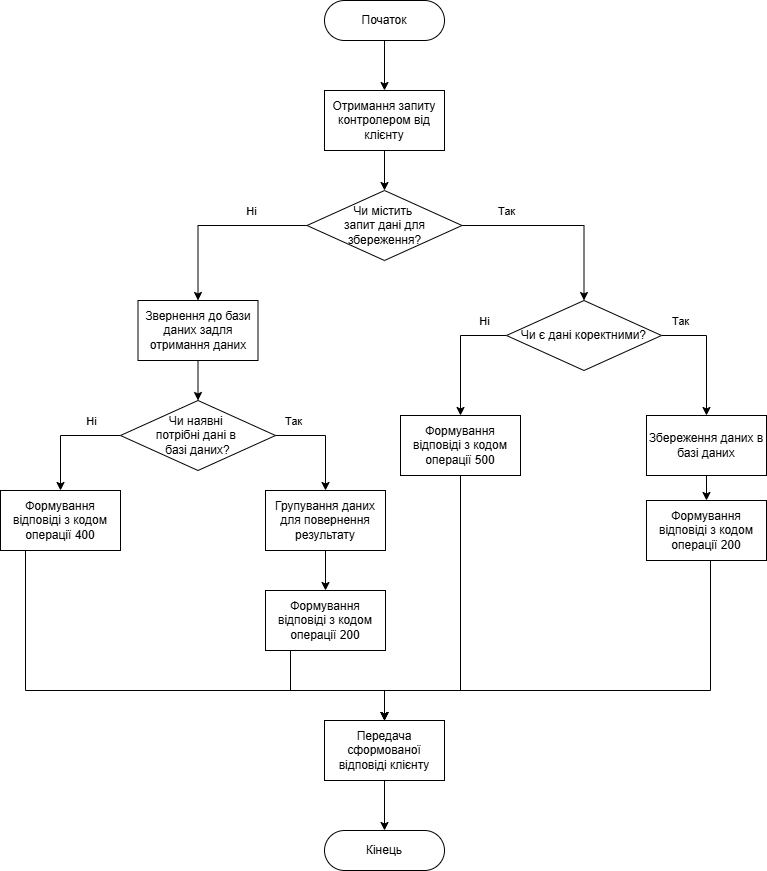 Початок
Отримання запиту
контролером від
клієнту
Чи містить
запит дані для
збереження?
Ні
Так
Звернення до бази
даних задля
отримання даних
Чи є дані коректними?
Ні
Так
Чи наявні
потрібні дані в
базі даних?
Ні
Так
Формування
відповіді з кодом
операції 500
Збереження даних в
базі даних
Формування
відповіді з кодом
операції 400
Групування даних
для повернення
результату
Формування
відповіді з кодом
операції 200
Формування
відповіді з кодом
операції 200
Передача
сформованої
відповіді клієнту
Кінець